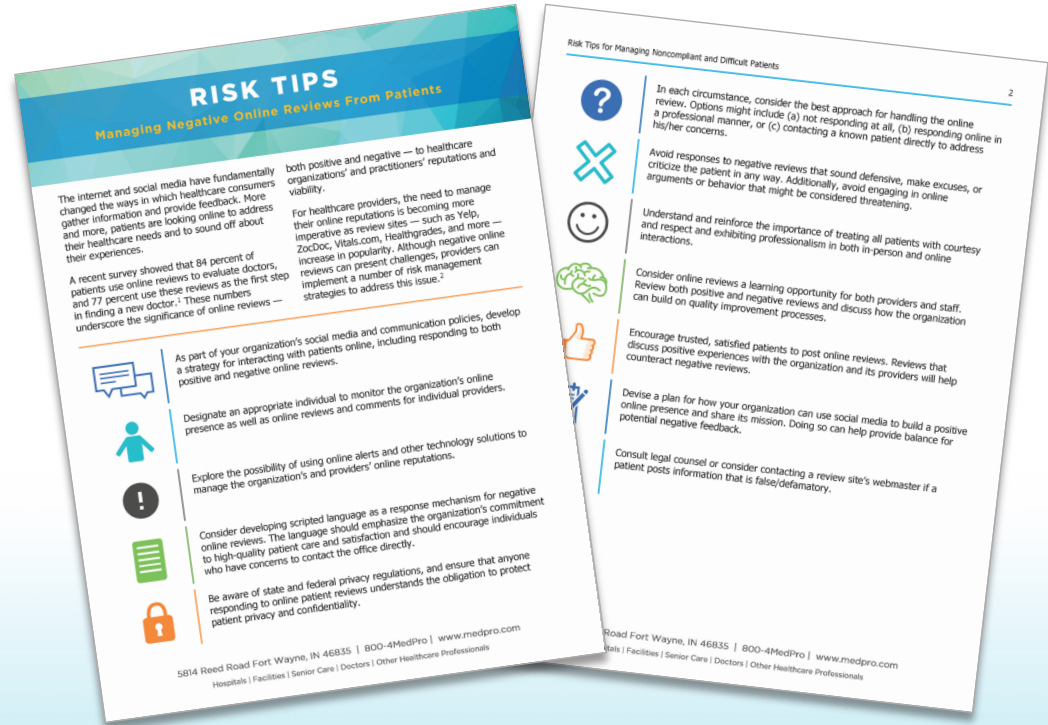 RISK TIPS
Managing Negative Online Reviews From Patients
The internet and social media have fundamentally
changed the ways in which healthcare consumers
gather information and provide feedback. More
and more, patients are looking online to address
their healthcare needs and to sound off about
their experiences.
A recent survey showed that 84 percent of
patients use online reviews to evaluate doctors,
and 77 percent use these reviews as the first step
in finding a new doctor.1 These numbers
underscore the significance of online reviews —
both positive and negative — to healthcare
organizations' and practitioners' reputations and
viability.
For healthcare providers, the need to manage
their online reputations is becoming more
imperative as review sites — such as Yelp,
ZocDoc, Vitals.com, Healthgrades, and more —
increase in popularity. Although negative online
reviews can present challenges, providers can
implement a number of risk management
strategies to address this issue.2
As part of your organization's social media and communication policies, develop
a strategy for interacting with patients online, including responding to both
positive and negative online reviews.
Designate an appropriate individual to monitor the organization's online
presence as well as online reviews and comments for individual providers.
!
Explore the possibility of using online alerts and other technology solutions to
manage the organization's and providers' online reputations.
Consider developing scripted language as a response mechanism for negative
online reviews. The language should emphasize the organization's commitment
to high-quality patient care and satisfaction and should encourage individuals
who have concerns to contact the office directly.
Be aware of state and federal privacy regulations, and ensure that anyone
responding to online patient reviews understands the obligation to protect
patient privacy and confidentiality.
5814 Reed Road Fort Wayne, IN 46835 | 800-4MedPro | www.medpro.com
Hospitals | Facilities | Senior Care | Doctors | Other Healthcare Professionals
Risk Tips for Managing Noncompliant and Difficult Patients
2
?
In each circumstance, consider the best approach for handling the online
review. Options might include (a) not responding at all, (b) responding online in
a professional manner, or (c) contacting a known patient directly to address
his/her concerns.
Avoid responses to negative reviews that sound defensive, make excuses, or
criticize the patient in any way. Additionally, avoid engaging in online
arguments or behavior that might be considered threatening.
Understand and reinforce the importance of treating all patients with courtesy
and respect and exhibiting professionalism in both in-person and online
interactions.
Consider online reviews a learning opportunity for both providers and staff.
Review both positive and negative reviews and discuss how the organization
can build on quality improvement processes.
Encourage trusted, satisfied patients to post online reviews. Reviews that
discuss positive experiences with the organization and its providers will help
counteract negative reviews.
Devise a plan for how your organization can use social media to build a positive
online presence and share its mission. Doing so can help provide balance for
potential negative feedback.
Consult legal counsel or consider contacting a review site's webmaster if a
patient posts information that is false/defamatory.
Road Fort Wayne, IN 46835 | 800-4MedPro | www.medpro.com
| Facilities | Senior Care | Doctors | Other Healthcare Professionals